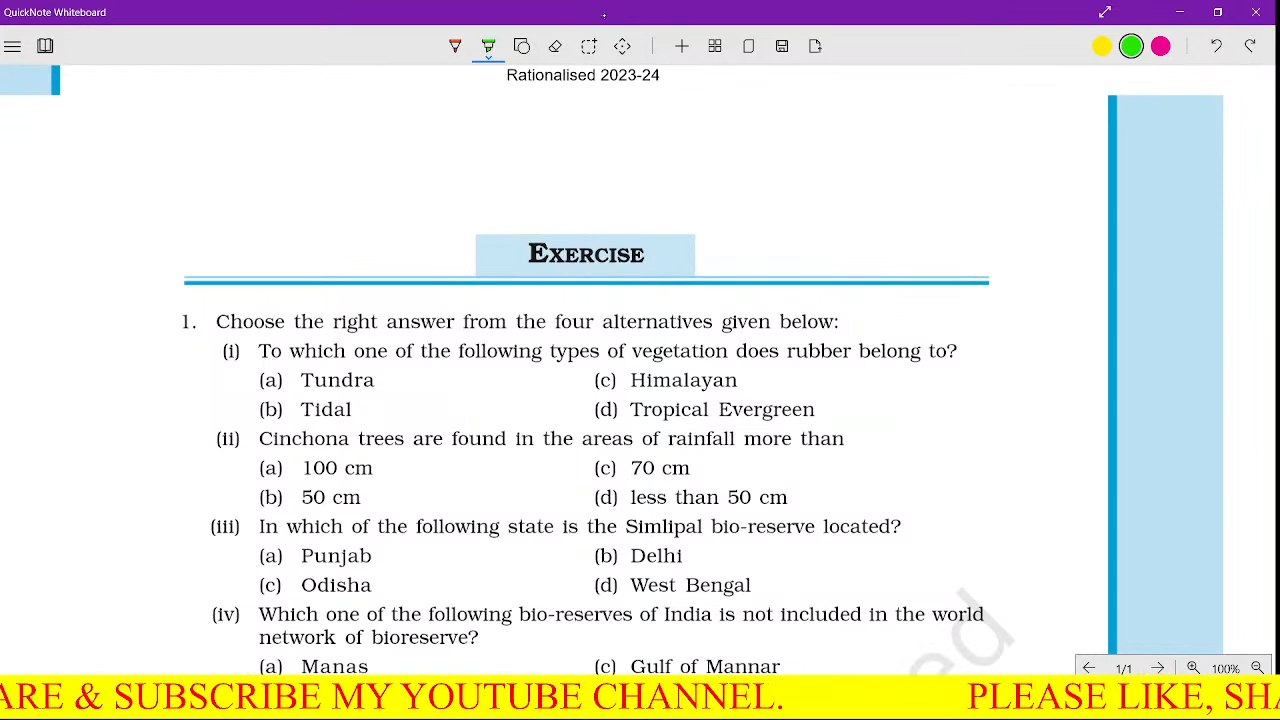 QuickNote Whiteboard
Rationalised 2023-24
EXERCISE
1. Choose the right answer from the four alternatives given below:
(i) To which one of the following types of vegetation does rubber belong to?
(a) Tundra (c) Himalayan
(b) Tidal (d) Tropical Evergreen
(ii) Cinchona trees are found in the areas of rainfall more than
(a) 100 cm (c) 70 cm
(b) 50 cm (d) less than 50 cm
(iii) In which of the following state is the Simlipal bio-reserve located?
(a) Punjab (b) Delhi
(c) Odisha (d) West Bengal
(iv) Which one of the following bio-reserves of India is not included in the world
network of bioreserve?
(a) Manas (c) Gulf of Mannar
ed
1/1 100%
ARE & SUBSCRIBE MY YOUTUBE CHANNEL. PLEASE LIKE, SHA